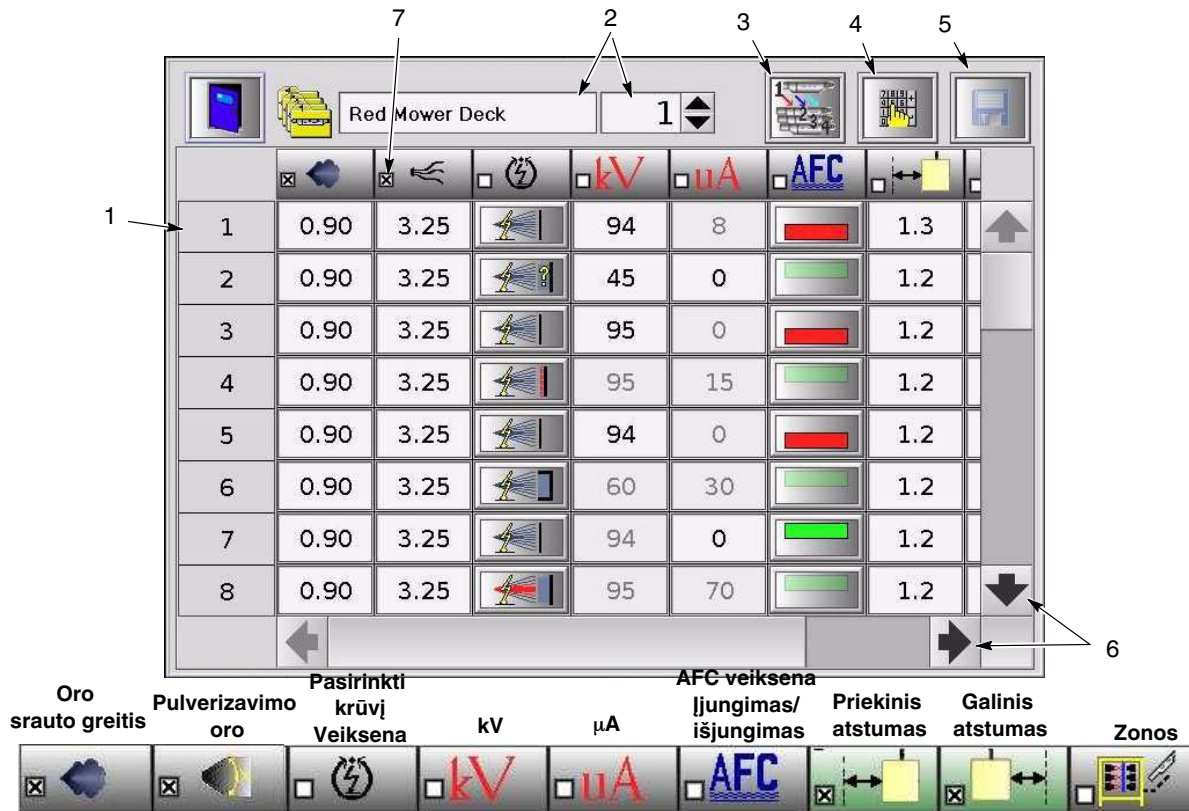 7 2 3 4 5
Red Mower Deck 1
kV uA AFC
1
1 0.90 3.25 94 8 1.3
2 0.90 3.25 ? 45 0 1.2
3 0.90 3.25 95 0 1.2
4 0.90 3.25 95 15 1.2
5 0.90 3.25 94 0 1.2
6 0.90 3.25 60 30 1.2
7 0.90 3.25 94 0 1.2
8 0.90 3.25 95 70 1.2
6
Oro
srauto greitis
Pulverizavimo
oro
Pasirinkti
krūvį
Veiksena
kV
µA
AFC veiksena
Įjungimas/
išjungimas
Priekinis
atstumas
Galinis
atstumas
Zonos
kV uA AFC